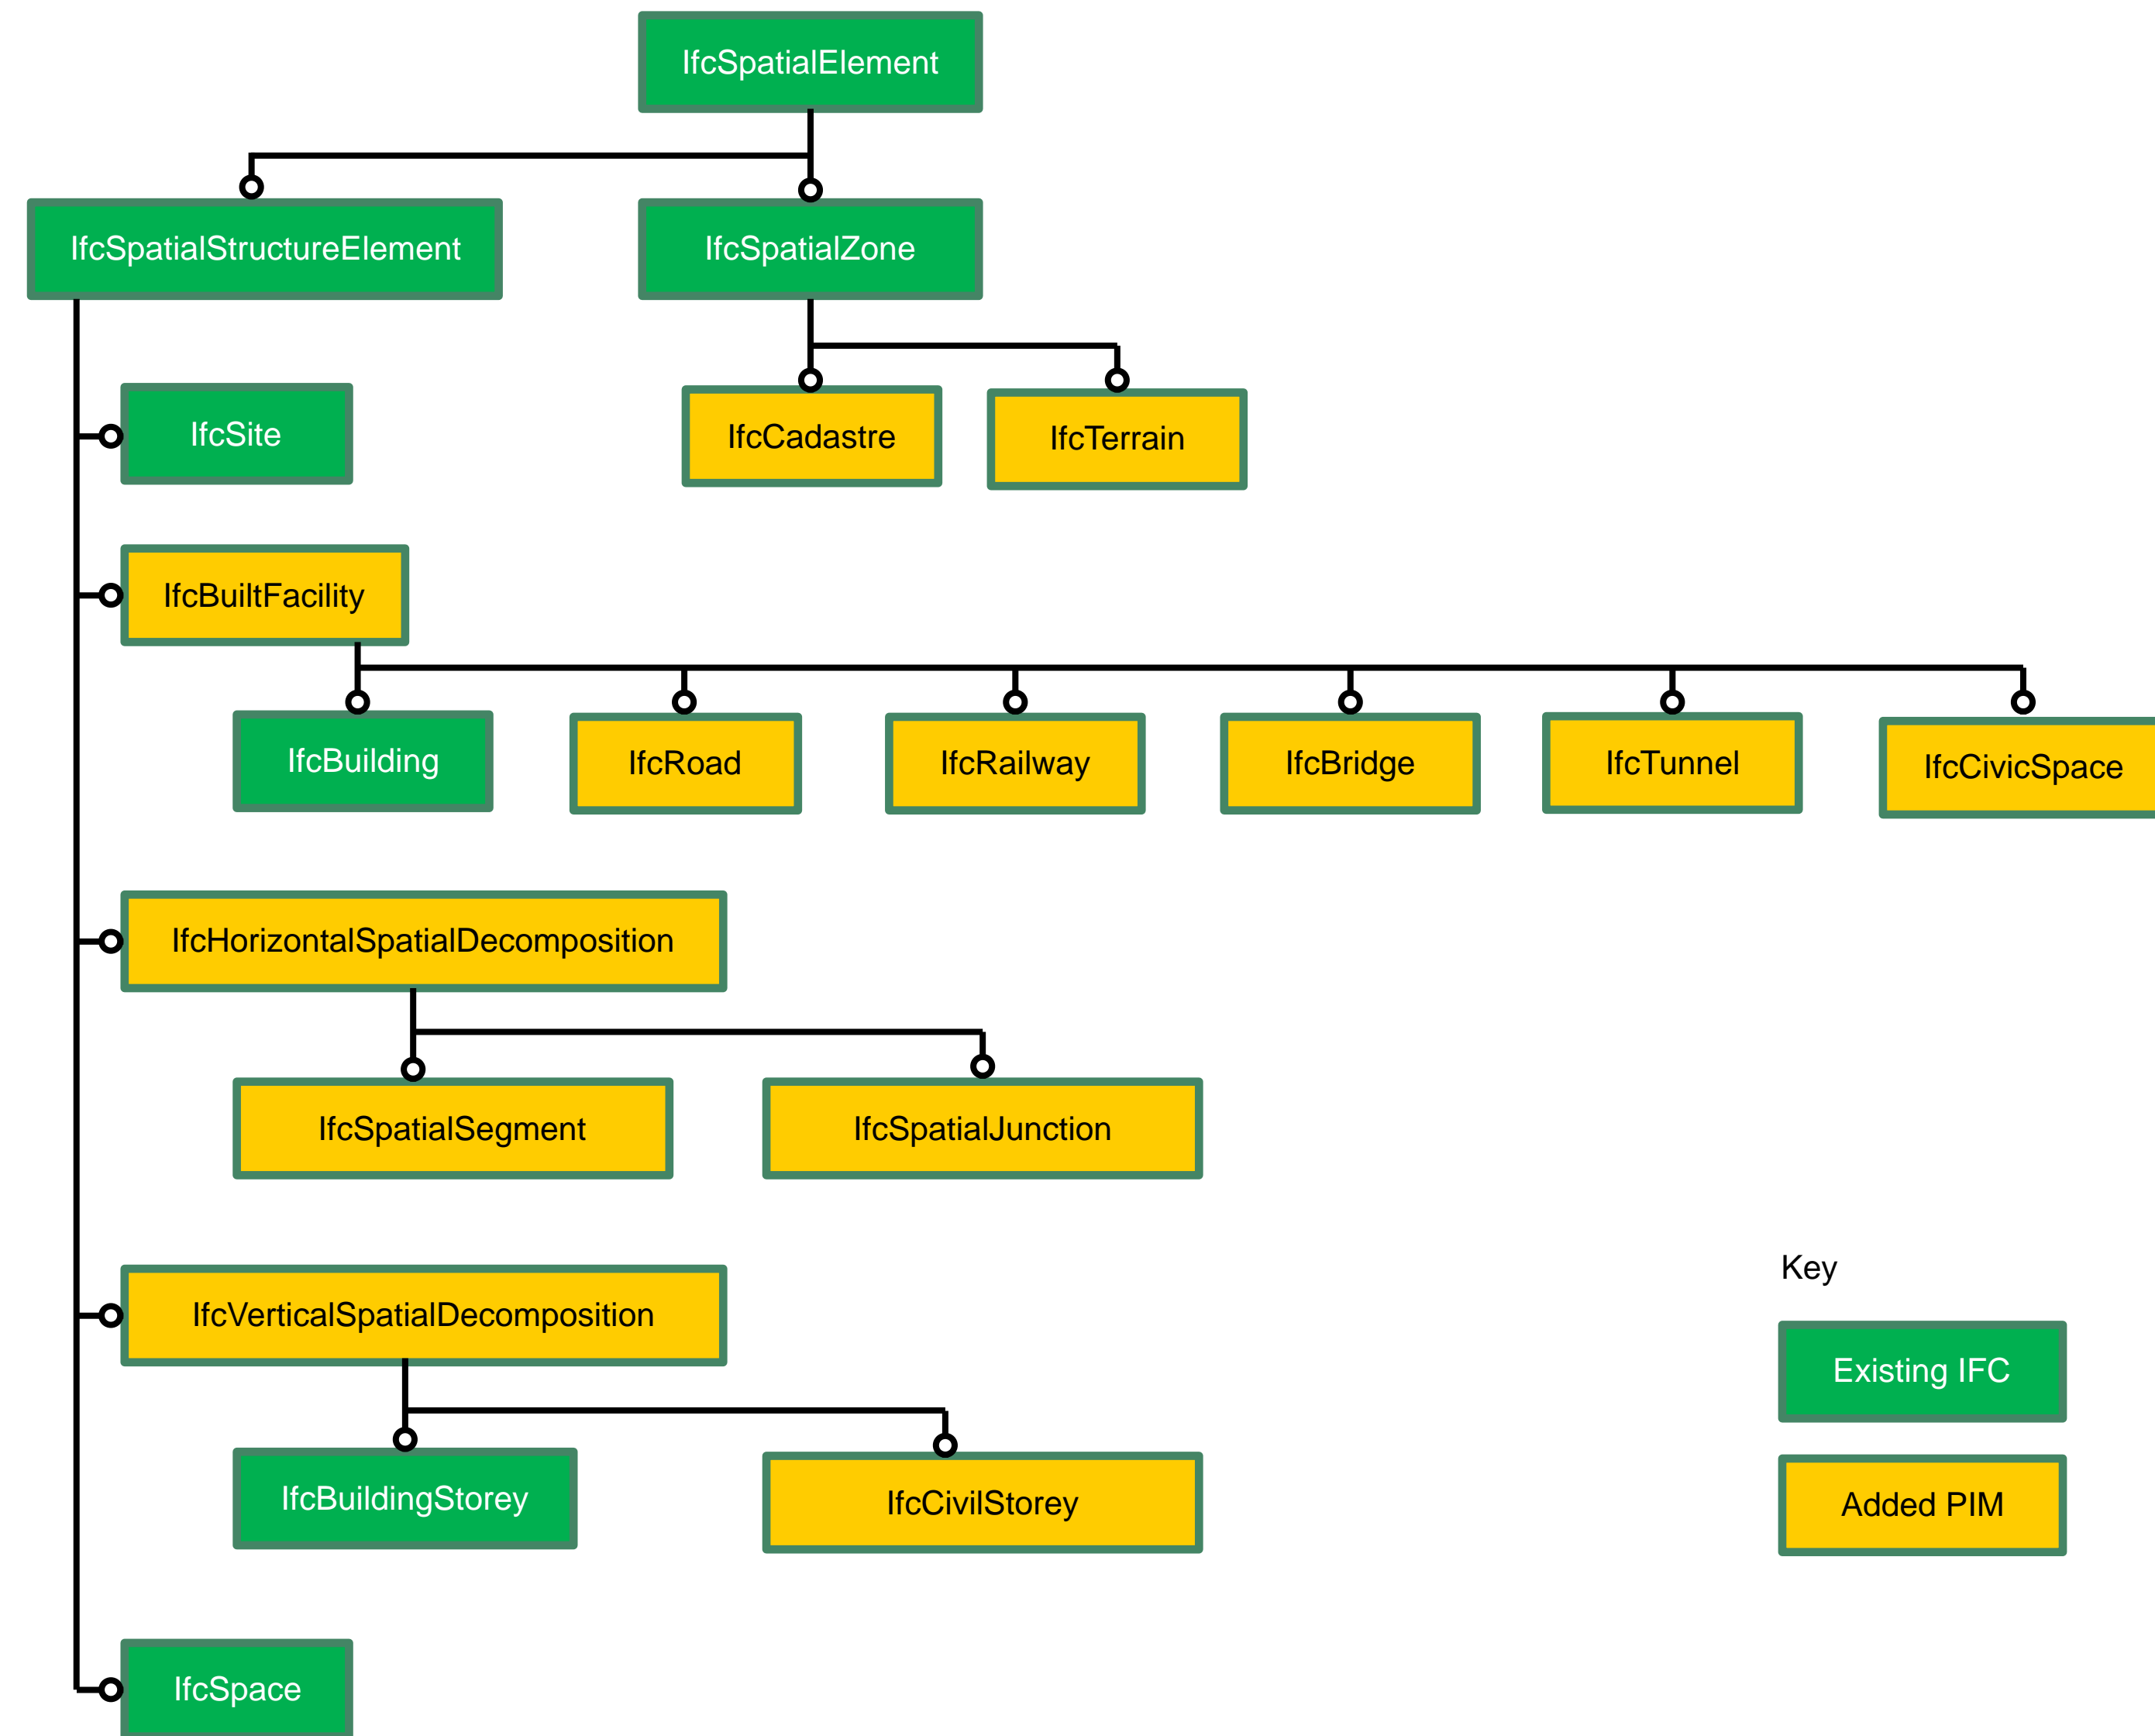 IfcSpatialElement
IfcSpatialStructureElement
IfcSpatialZone
IfcSite
IfcCadastre
IfcTerrain
IfcBuiltFacility
IfcBuilding
IfcRoad
IfcRailway
IfcBridge
IfcTunnel
IfcCivicSpace
IfcHorizontalSpatialDecomposition
IfcSpatialSegment
IfcSpatialJunction
IfcVerticalSpatialDecomposition
IfcBuildingStorey
IfcCivilStorey
IfcSpace
Key
Existing IFC
Added PIM